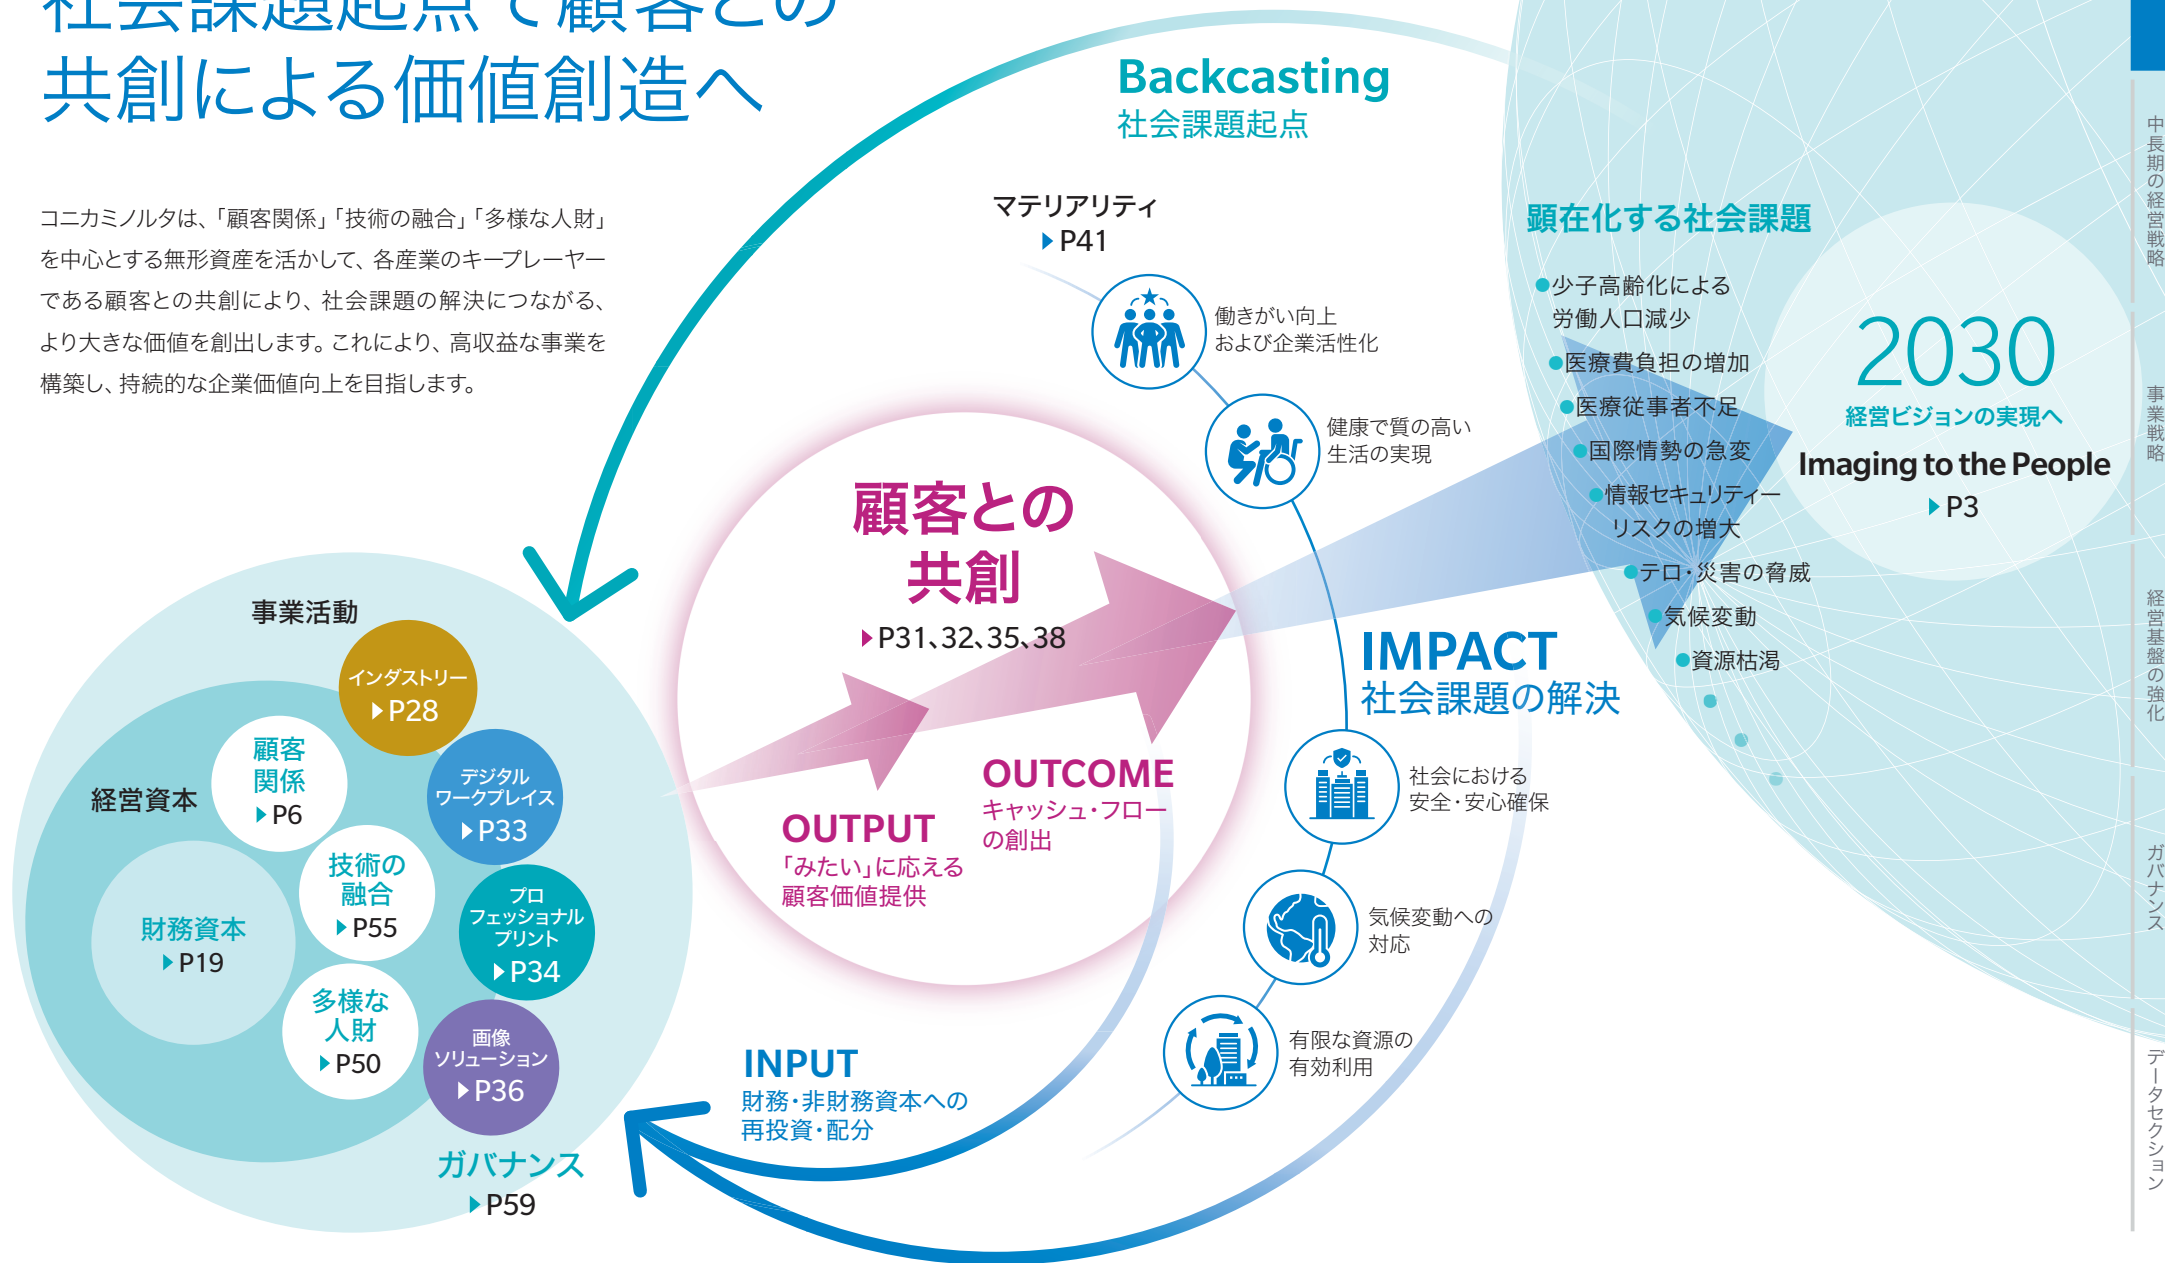 社会課題起点で顧客との
共創による価値創造へ
コニカミノルタは、「顧客関係」「技術の融合」「多様な人財」
を中心とする無形資産を活かして、各産業のキープレーヤー
である顧客との共創により、社会課題の解決につながる、
より大きな価値を創出します。これにより、高収益な事業を
構築し、持続的な企業価値向上を目指します。
Backcasting
社会課題起点
マテリアリティ
P41
働きがい向上
および企業活性化
健康で質の高い
生活の実現
顕在化する社会課題
●少子高齢化による
労働人口減少
●医療費負担の増加
●医療従事者不足
●国際情勢の急変
●情報セキュリティー
リスクの増大
●テロ・災害の脅威
●気候変動
●資源枯渇
2030
経営ビジョンの実現へ
Imaging to the People
P3
顧客との
共創
P31、32、35、38
IMPACT
社会課題の解決
OUTCOME
キャッシュ・フロー
の創出
OUTPUT
「みたい」に応える
顧客価値提供
社会における
安全・安心確保
気候変動への
対応
有限な資源の
有効利用
事業活動
インダストリー
P28
デジタル
ワークプレイス
P33
プロ
フェッショナル
プリント
P34
画像
ソリューション
P36
経営資本
顧客
関係
P6
技術の
融合
P55
財務資本
P19
多様な
人財
P50
ガバナンス
P59
INPUT
財務・非財務資本への
再投資・配分
中長期の経営戦略
事業戦略
経営基盤の強化
ガバナンス
データセクション